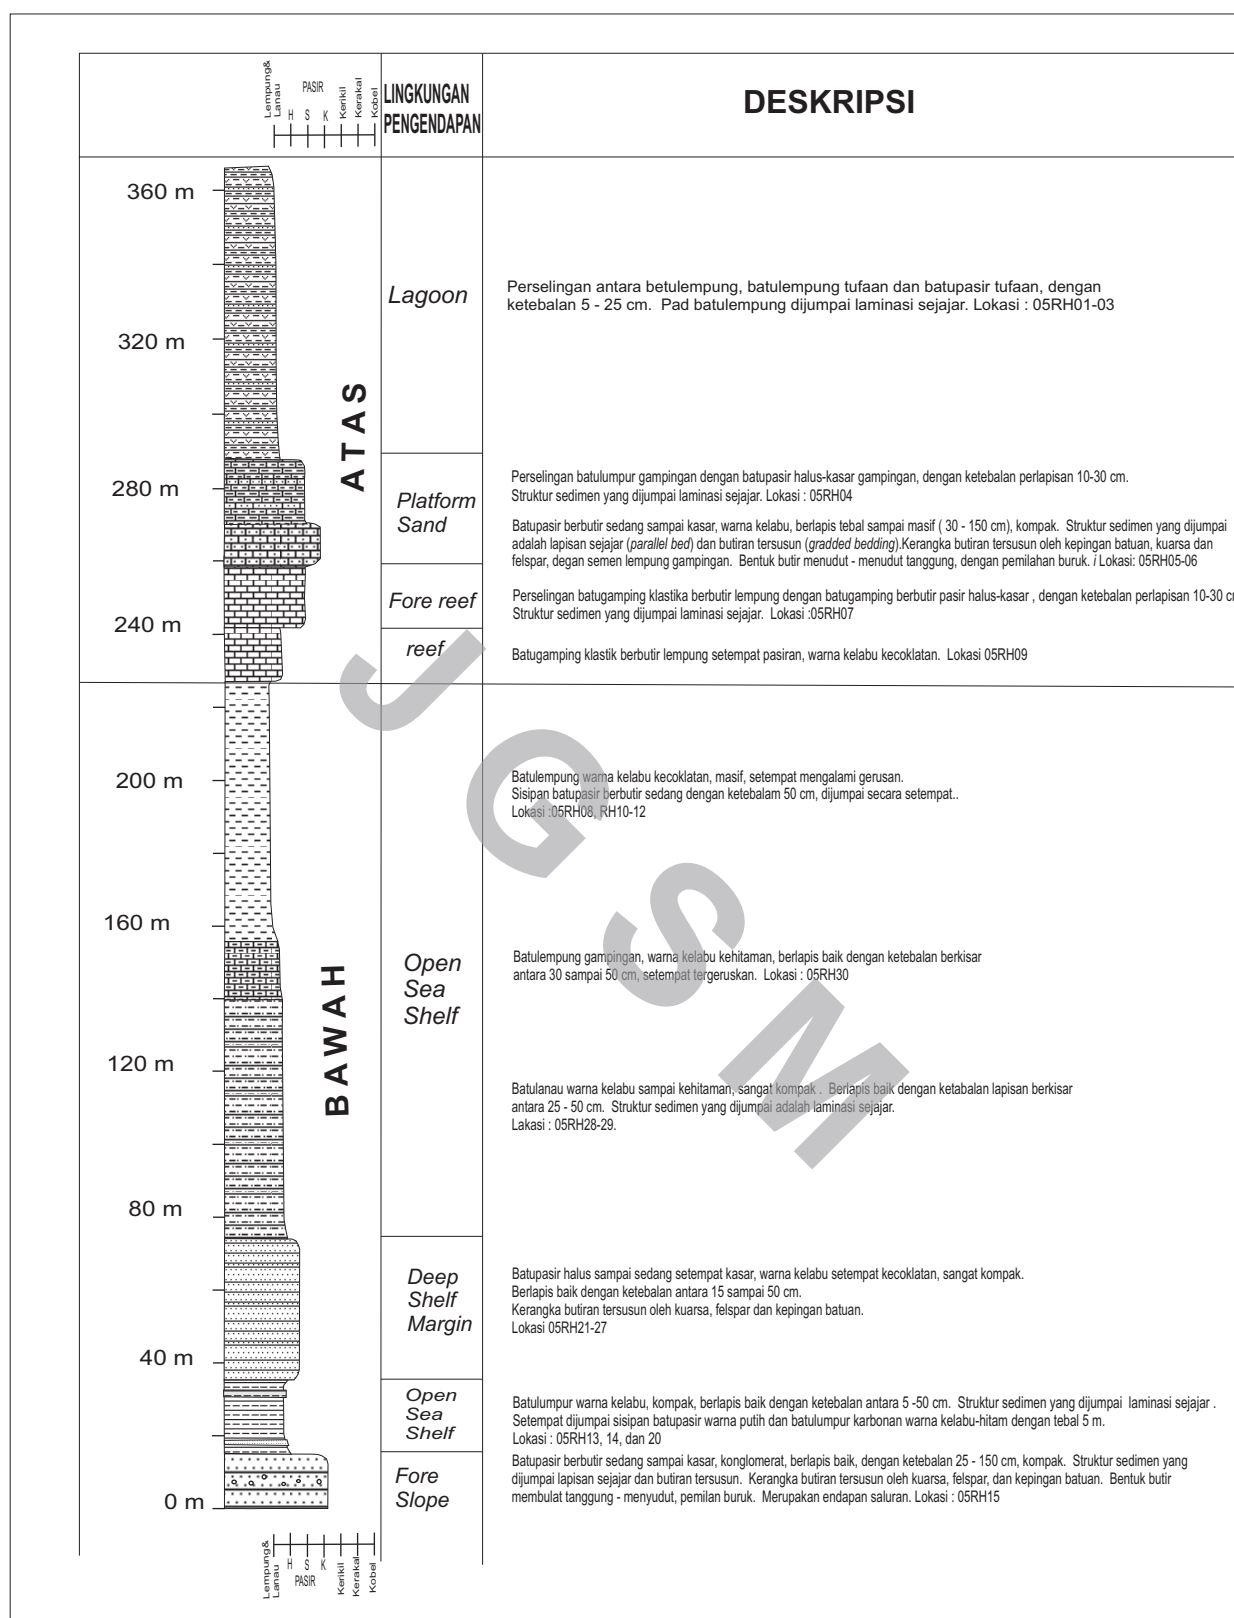 Lempung&
Lanau
PASIR
H S K
Kerikil
Kerakal
Kobel
LINGKUNGAN
PENGENDAPAN
DESKRIPSI
360 m
320 m
280 m
240 m
200 m
160 m
120 m
80 m
40 m
0 m
ATAS
BAWAH
Lagoon
Perselingan antara betulempung, batulempung tufaan dan batupasir tufaan, dengan
ketebalan 5 - 25 cm. Pad batulempung dijumpai laminasi sejajar. Lokasi : 05RH01-03
Platform
Sand
Perselingan batulumpur gampingan dengan batupasir halus-kasar gampingan, dengan ketebalan perlapisan 10-30 cm.
Struktur sedimen yang dijumpai laminasi sejajar. Lokasi : 05RH04
Batupasir berbutir sedang sampai kasar, warna kelabu, berlapis tebal sampai masif ( 30 - 150 cm), kompak. Struktur sedimen yang dijumpai
adalah lapisan sejajar (parallel bed) dan butiran tersusun (gradded bedding).Kerangka butiran tersusun oleh kepingan batuan, kuarsa dan
felspar, degan semen lempung gampingan. Bentuk butir menudut - menudut tanggung, dengan pemilahan buruk. i Lokasi: 05RH05-06
Fore reef
Perselingan batugamping klastika berbutir lempung dengan batugamping berbutir pasir halus-kasar , dengan ketebalan perlapisan 10-30 c
Struktur sedimen yang dijumpai laminasi sejajar. Lokasi :05RH07
reef
Batugamping klastik berbutir lempung setempat pasiran, warna kelabu kecoklatan. Lokasi 05RH09
Batulempung warna kelabu kecoklatan, masif, setempat mengalami gerusan.
Sisipan batupasir berbutir sedang dengan ketebalam 50 cm, dijumpai secara setempat..
Lokasi :05RH08, RH10-12
Open
Sea
Shelf
Batulempung gampingan, warna kelabu kehitaman, berlapis baik dengan ketebalan berkisar
antara 30 sampai 50 cm, setempat tergeruskan. Lokasi : 05RH30
Batulanau warna kelabu sampai kehitaman, sangat kompak . Berlapis baik dengan ketabalan lapisan berkisar
antara 25 - 50 cm. Struktur sedimen yang dijumpai adalah laminasi sejajar.
Lakasi : 05RH28-29.
Deep
Shelf
Margin
Batupasir halus sampai sedang setempat kasar, warna kelabu setempat kecoklatan, sangat kompak.
Berlapis baik dengan ketebalan antara 15 sampai 50 cm.
Kerangka butiran tersusun oleh kuarsa, felspar dan kepingan batuan.
Lokasi 05RH21-27
Open
Sea
Shelf
Batulumpur warna kelabu, kompak, berlapis baik dengan ketebalan antara 5 -50 cm. Struktur sedimen yang dijumpai laminasi sejajar .
Setempat dijumpai sisipan batupasir warna putih dan batulumpur karbonan warna kelabu-hitam dengan tebal 5 m.
Lokasi : 05RH13, 14, dan 20
Fore
Slope
Batupasir berbutir sedang sampai kasar, konglomerat, berlapis baik, dengan ketebalan 25 - 150 cm, kompak. Struktur sedimen yang
dijumpai lapisan sejajar dan butiran tersusun. Kerangka butiran tersusun oleh kuarsa, felspar, dan kepingan batuan. Bentuk butir
membulat tanggung - menyudut, pemilan buruk. Merupakan endapan saluran. Lokasi : 05RH15
Lempung&
Lanau
H S K
PASIR
Kerikil
Kerakal
Kobel
JGSM